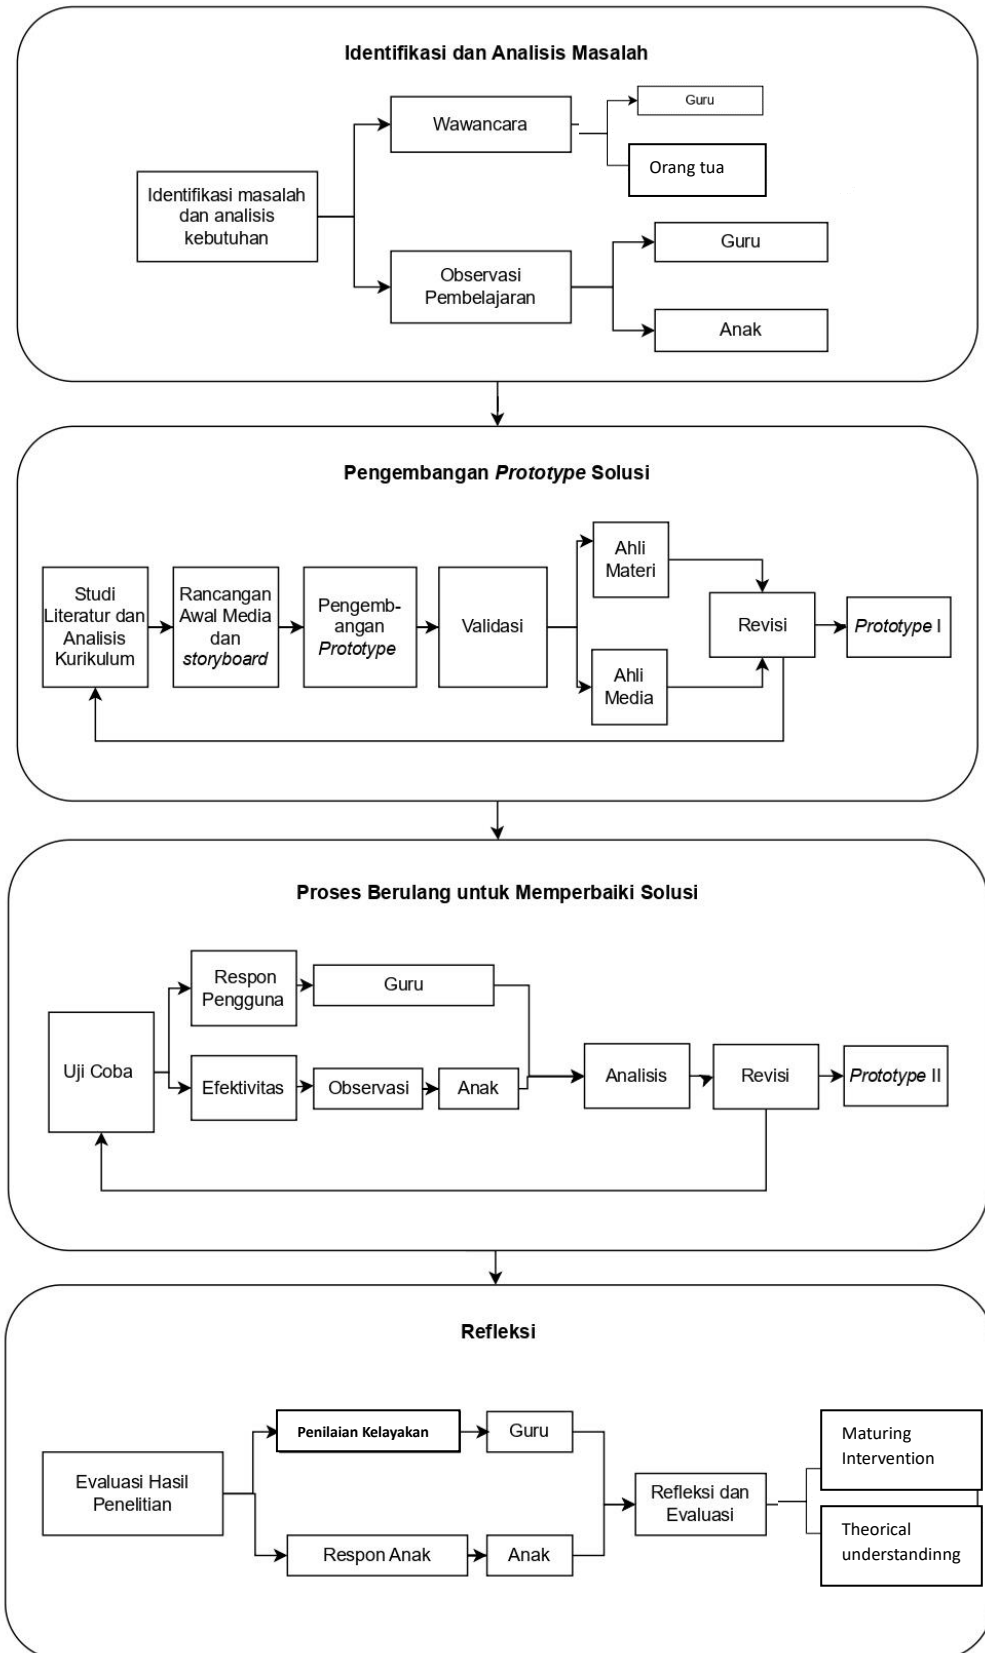 Identifikasi dan Analisis Masalah
Wawancara
Guru
Orang tua
Identifikasi masalah
dan analisis
kebutuhan
Observasi
Pembelajaran
Guru
Anak
Pengembangan Prototype Solusi
Studi
Literatur dan
Analisis
Kurikulum
Rancangan
Awal Media
dan
storyboard
Pengemb-
angan
Prototype
Validasi
Ahli
Materi
Ahli
Media
Revisi
Prototype I
Proses Berulang untuk Memperbaiki Solusi
Uji Coba
Respon
Pengguna
Guru
Efektivitas
Observasi
Anak
Analisis
Revisi
Prototype II
Refleksi
Evaluasi Hasil
Penelitian
Penilaian Kelayakan
Guru
Respon Anak
Anak
Refleksi dan
Evaluasi
Maturing
Intervention
Theorical
understandinng